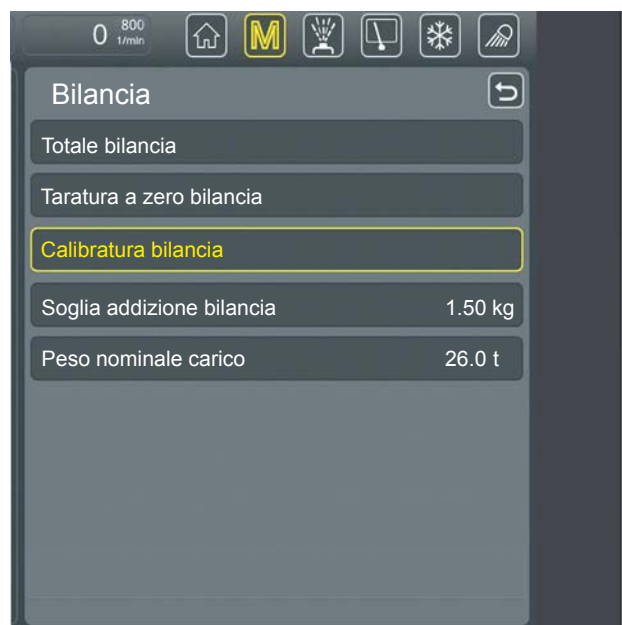 0 800 1/min M
Bilancia
Totale bilancia
Taratura a zero bilancia
Calibratura bilancia
Soglia addizione bilancia 1.50 kg
Peso nominale carico 26.0 t